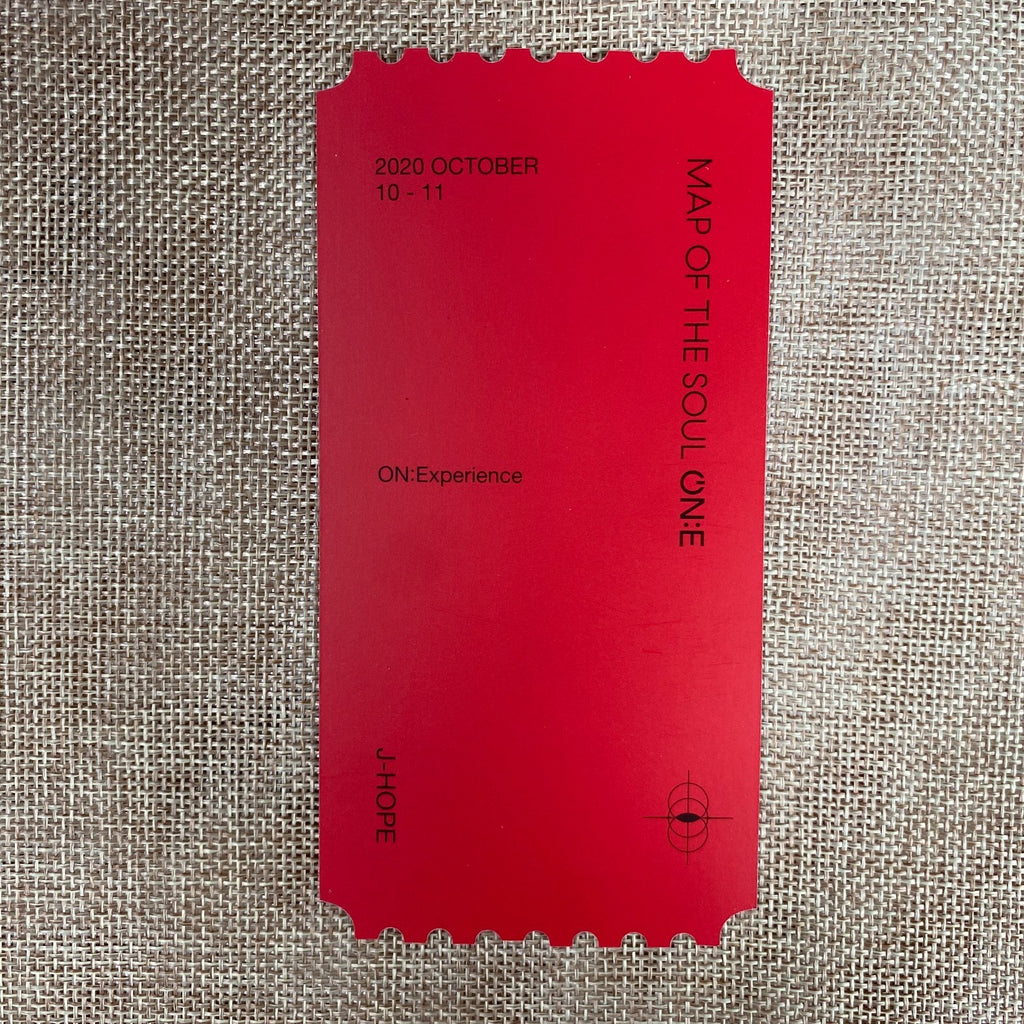 2020 OCTOBER
10 - 11
MAP OF THE SOUL ON:E
ON:Experience
J-HOPE